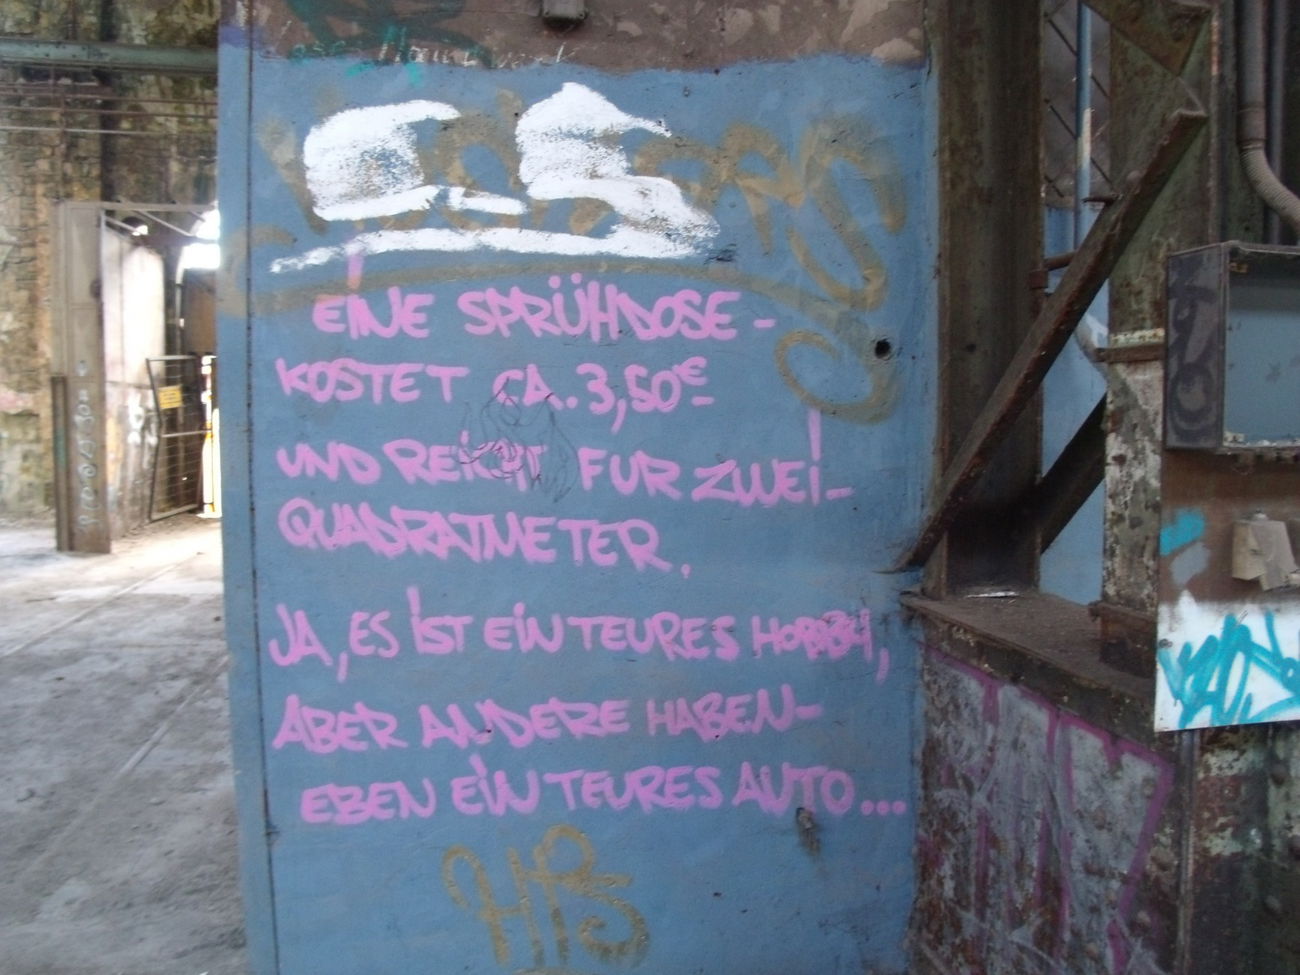 EINE SPRÜHDOSE -
KOSTET CA. 3,50€ -
UND REICHT FUR ZWEI -
QUADRATMETER.
JA, ES IST EIN TEURES HOBBY,
ABER ANDERE HABEN -
EBEN EIN TEURES AUTO...